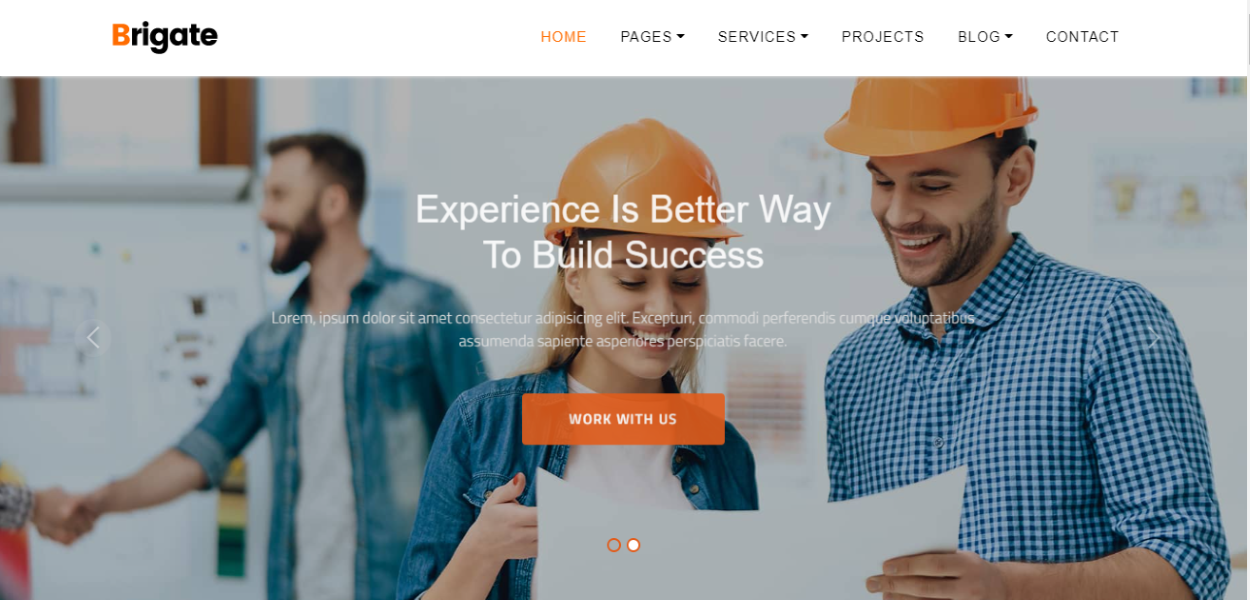 Brigate
HOME PAGES SERVICES PROJECTS BLOG CONTACT
Experience Is Better Way
To Build Success
Lorem, ipsum dolor sit amet consectetur adipisicing elit. Excepturi, commodi perferendis cumque voluptatibus
assumenda sapiente asperiores perspiciatis facere.
WORK WITH US